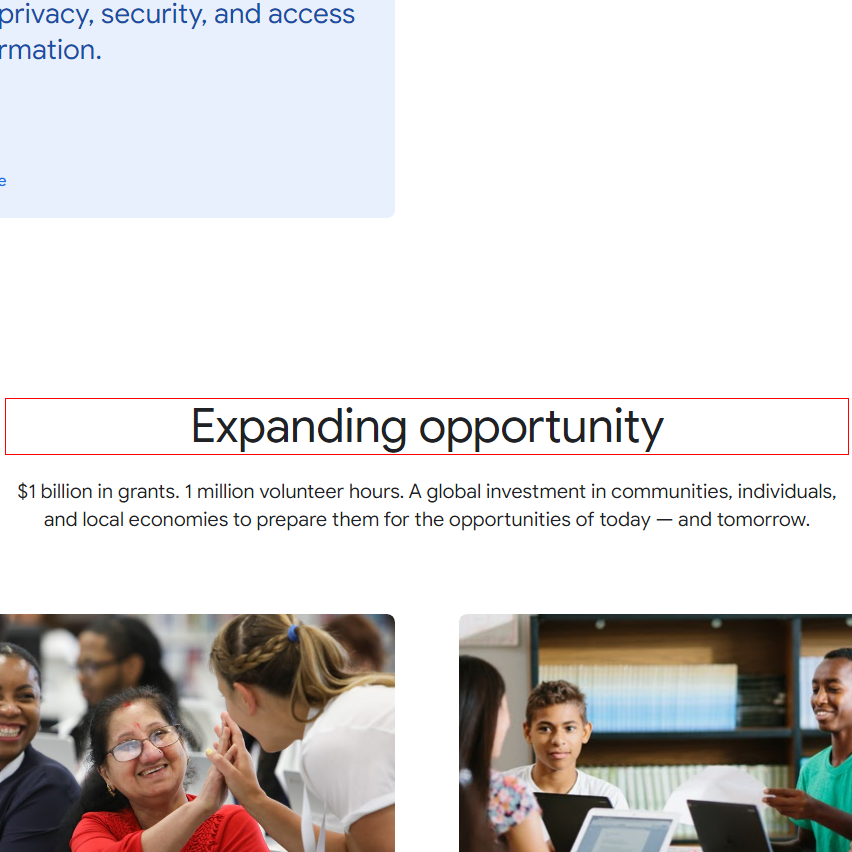 privacy, security, and access
rmation.
e
Expanding opportunity
$1 billion in grants. 1 million volunteer hours. A global investment in communities, individuals,
and local economies to prepare them for the opportunities of today — and tomorrow.